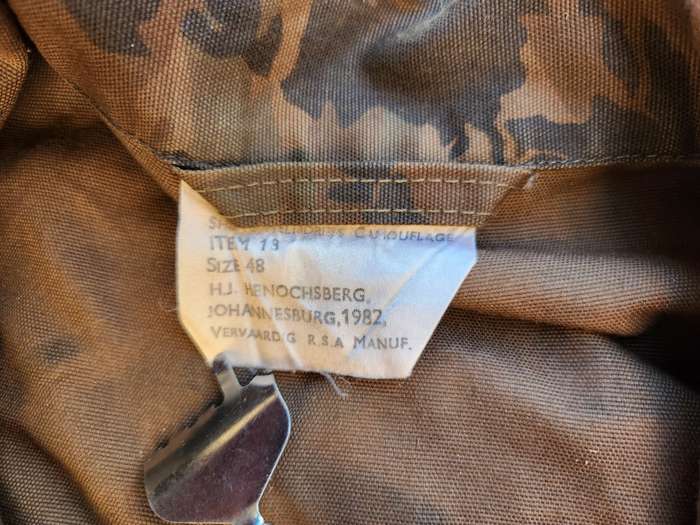 CAMOUFLAGE
ITEM 13
SIZE 48
H.J. HENOCHSBERG,
JOHANNESBURG, 1982,
VERVAARDIG R.S.A MANUF.